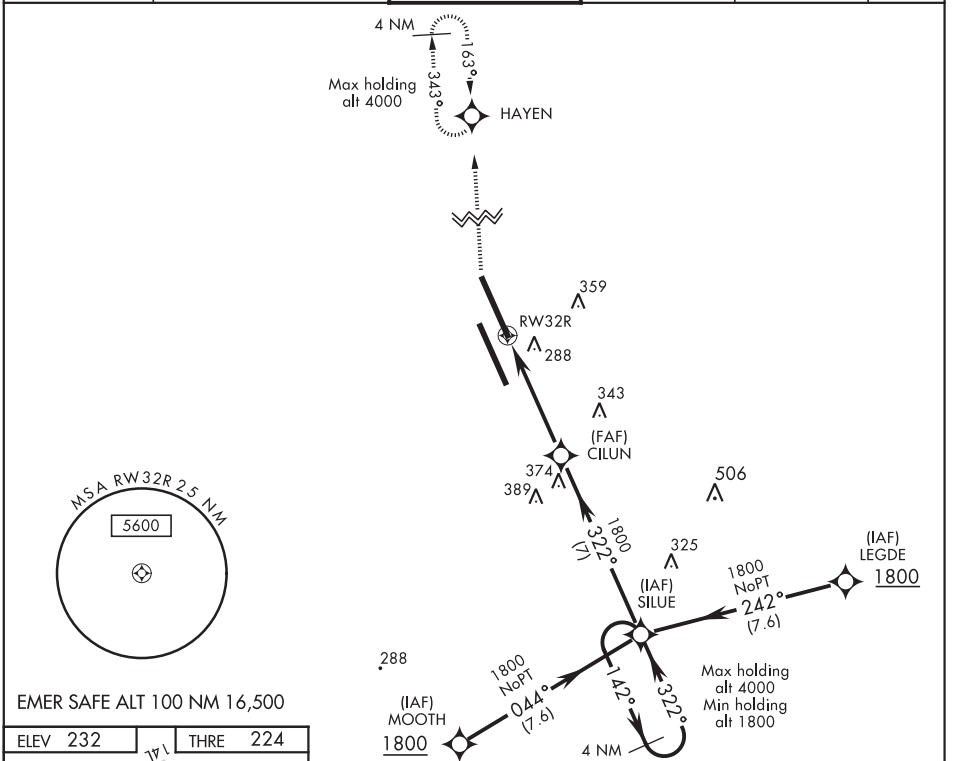 4 NM
163°
343°
Max holding
alt 4000
HAYEN
359
RW32R
288
343
(FAF)
CILUN
374
389
506
1800
322°
(7)
325
(IAF)
SILUE
(IAF)
LEGDE
1800
1800
NoPT
242°
(7.6)
MSA RW32R 25 NM
5600
288
1800
NoPT
044°
(7.6)
142°
322°
Max holding
alt 4000
Min holding
alt 1800
(IAF)
MOOTH
1800
4 NM
EMER SAFE ALT 100 NM 16,500
ELEV 232
14L
THRE 224